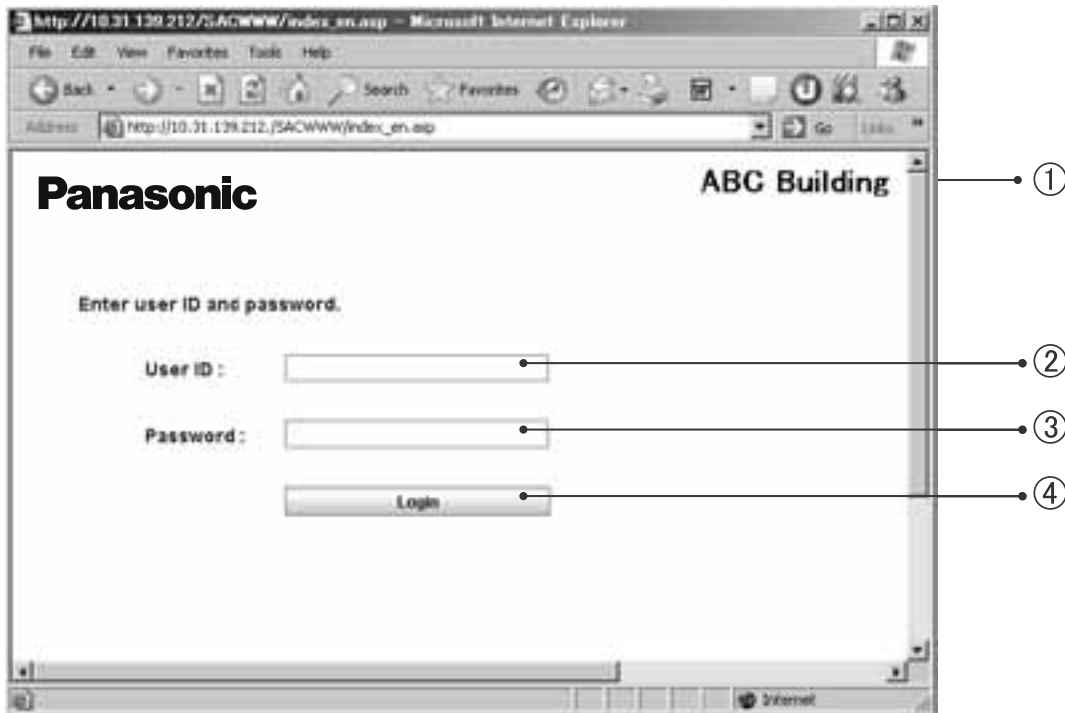 http://10.31.139.212/SACWWW/index_en.asp - Microsoft Internet Explorer
File Edit View Favorites Tools Help
Back Search Favorites
Address http://10.31.139.212./SACWWW/index_en.asp Go Links »
Panasonic
ABC Building
①
Enter user ID and password.
User ID :
②
Password :
③
Login
④
Internet